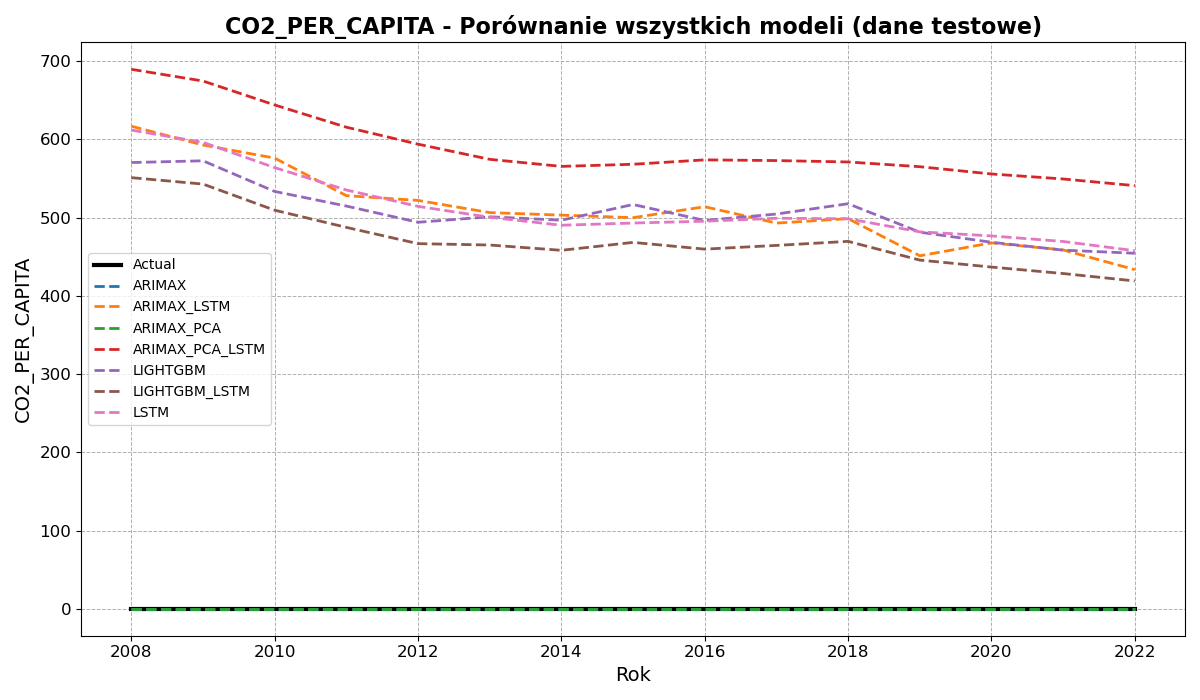 CO2_PER_CAPITA - Porównanie wszystkich modeli (dane testowe)
CO2_PER_CAPITA
700
600
500
400
300
200
100
0
Actual
ARIMAX
ARIMAX_LSTM
ARIMAX_PCA
ARIMAX_PCA_LSTM
LIGHTGBM
LIGHTGBM_LSTM
LSTM
2008 2010 2012 2014 2016 2018 2020 2022
Rok